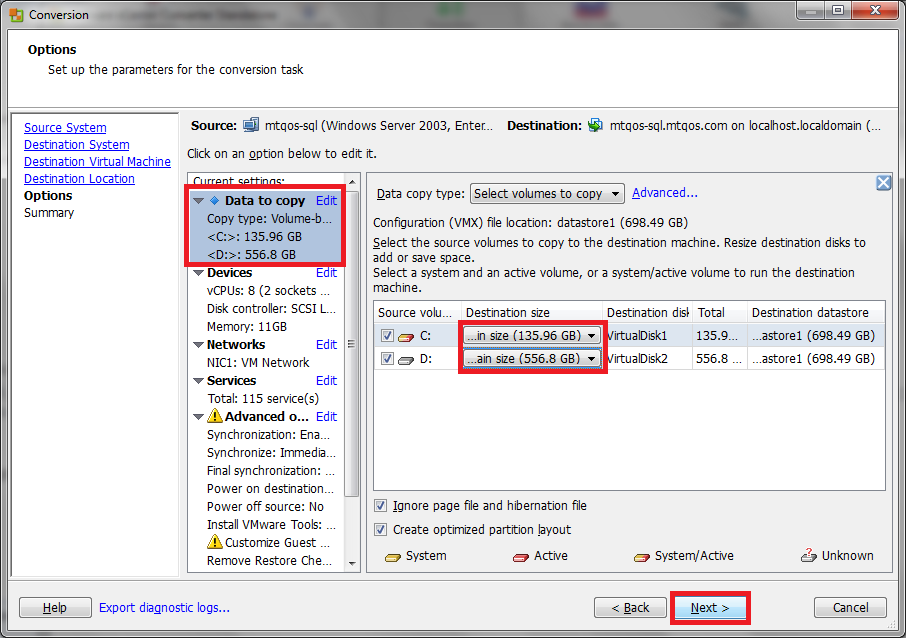 Conversion
Options
Set up the parameters for the conversion task
Source System
Destination System
Destination Virtual Machine
Destination Location
Options
Summary
Source: mtqos-sql (Windows Server 2003, Enter... Destination: mtqos-sql.mtqos.com on localhost.localdomain (...
Click on an option below to edit it.
Current settings:
Data to copy Edit
Copy type: Volume-b...
<C:>: 135.96 GB
<D:>: 556.8 GB
Devices Edit
vCPUs: 8 (2 sockets ...
Disk controller: SCSI L...
Memory: 11GB
Networks Edit
NIC1: VM Network
Services Edit
Total: 115 service(s)
Advanced o... Edit
Synchronization: Ena...
Synchronize: Immedia...
Final synchronization: ...
Power on destination...
Power off source: No
Install VMware Tools: ...
Customize Guest ...
Remove Restore Che...
Data copy type: Select volumes to copy Advanced...
Configuration (VMX) file location: datastore1 (698.49 GB)
Select the source volumes to copy to the destination machine. Resize destination disks to
add or save space.
Select a system and an active volume, or a system/active volume to run the destination
machine.
Source volu... Destination size Destination disk Total Destination datastore
C: ...in size (135.96 GB) VirtualDisk1 135.9... ...astore1 (698.49 GB)
D: ...ain size (556.8 GB) VirtualDisk2 556.8 ... ...astore1 (698.49 GB)
Ignore page file and hibernation file
Create optimized partition layout
System Active System/Active Unknown
Help Export diagnostic logs... < Back Next > Cancel